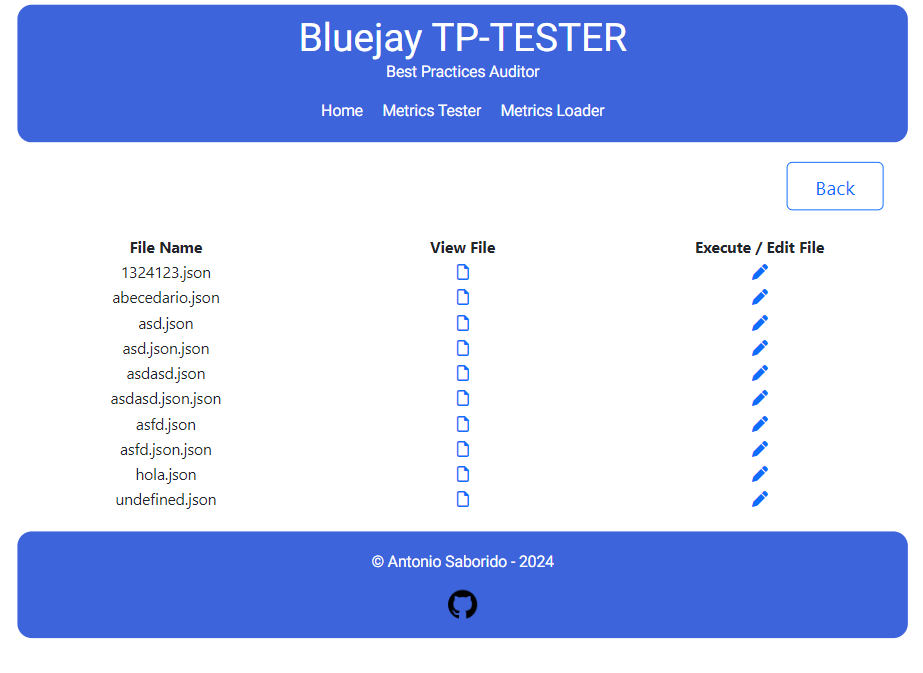 Bluejay TP-TESTER
Best Practices Auditor
Home Metrics Tester Metrics Loader
Back
File Name View File Execute / Edit File
1324123.json
abecedario.json
asd.json
asd.json.json
asdasd.json
asdasd.json.json
asfd.json
asfd.json.json
hola.json
undefined.json
© Antonio Saborido - 2024